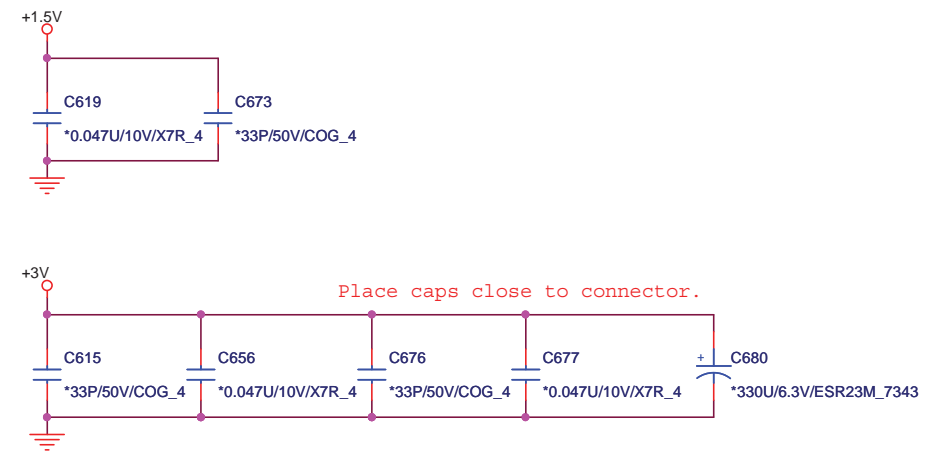 +1.5V
C619
C673
*0.047U/10V/X7R_4
*33P/50V/COG_4
+3V
Place caps close to connector.
C615
C656
C676
C677
+
C680
*33P/50V/COG_4
*0.047U/10V/X7R_4
*33P/50V/COG_4
*0.047U/10V/X7R_4
*330U/6.3V/ESR23M_7343